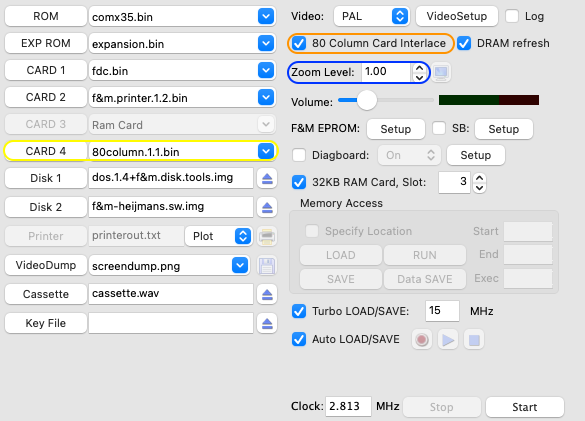 ROM comx35.bin Video: PAL VideoSetup Log
EXP ROM expansion.bin 80 Column Card Interlace DRAM refresh
CARD 1 fdc.bin Zoom Level: 1.00
CARD 2 f&m.printer.1.2.bin Volume:
CARD 3 Ram Card F&M EPROM: Setup SB: Setup
CARD 4 80column.1.1.bin Diagboard: On Setup
Disk 1 dos.1.4+f&m.disk.tools.img 32KB RAM Card, Slot: 3
Disk 2 f&m-heijmans.sw.img Memory Access
Printer printerout.txt Plot Specify Location Start
VideoDump screendump.png LOAD RUN End
SAVE Data SAVE Exec
Cassette cassette.wav
Key File Turbo LOAD/SAVE: 15 MHz
Auto LOAD/SAVE
Clock: 2.813 MHz Stop Start